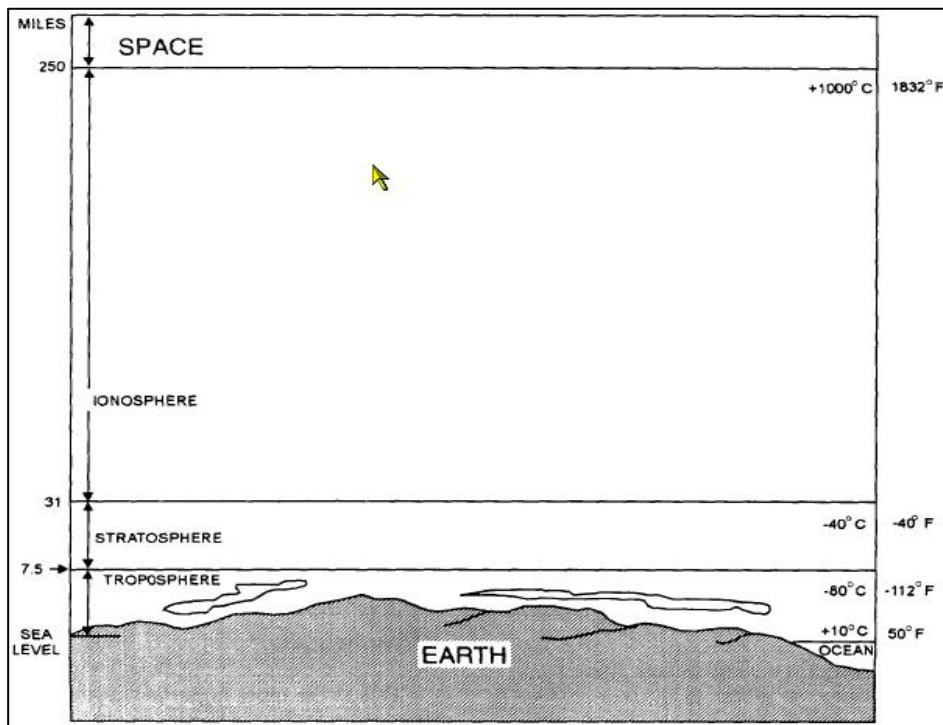 MILES
SPACE
250
+1000°C 1832°F
IONOSPHERE
31
-40°C -40°F
STRATOSPHERE
7.5
TROPOSPHERE
-80°C -112°F
+10°C 50°F
SEA
LEVEL
OCEAN
EARTH